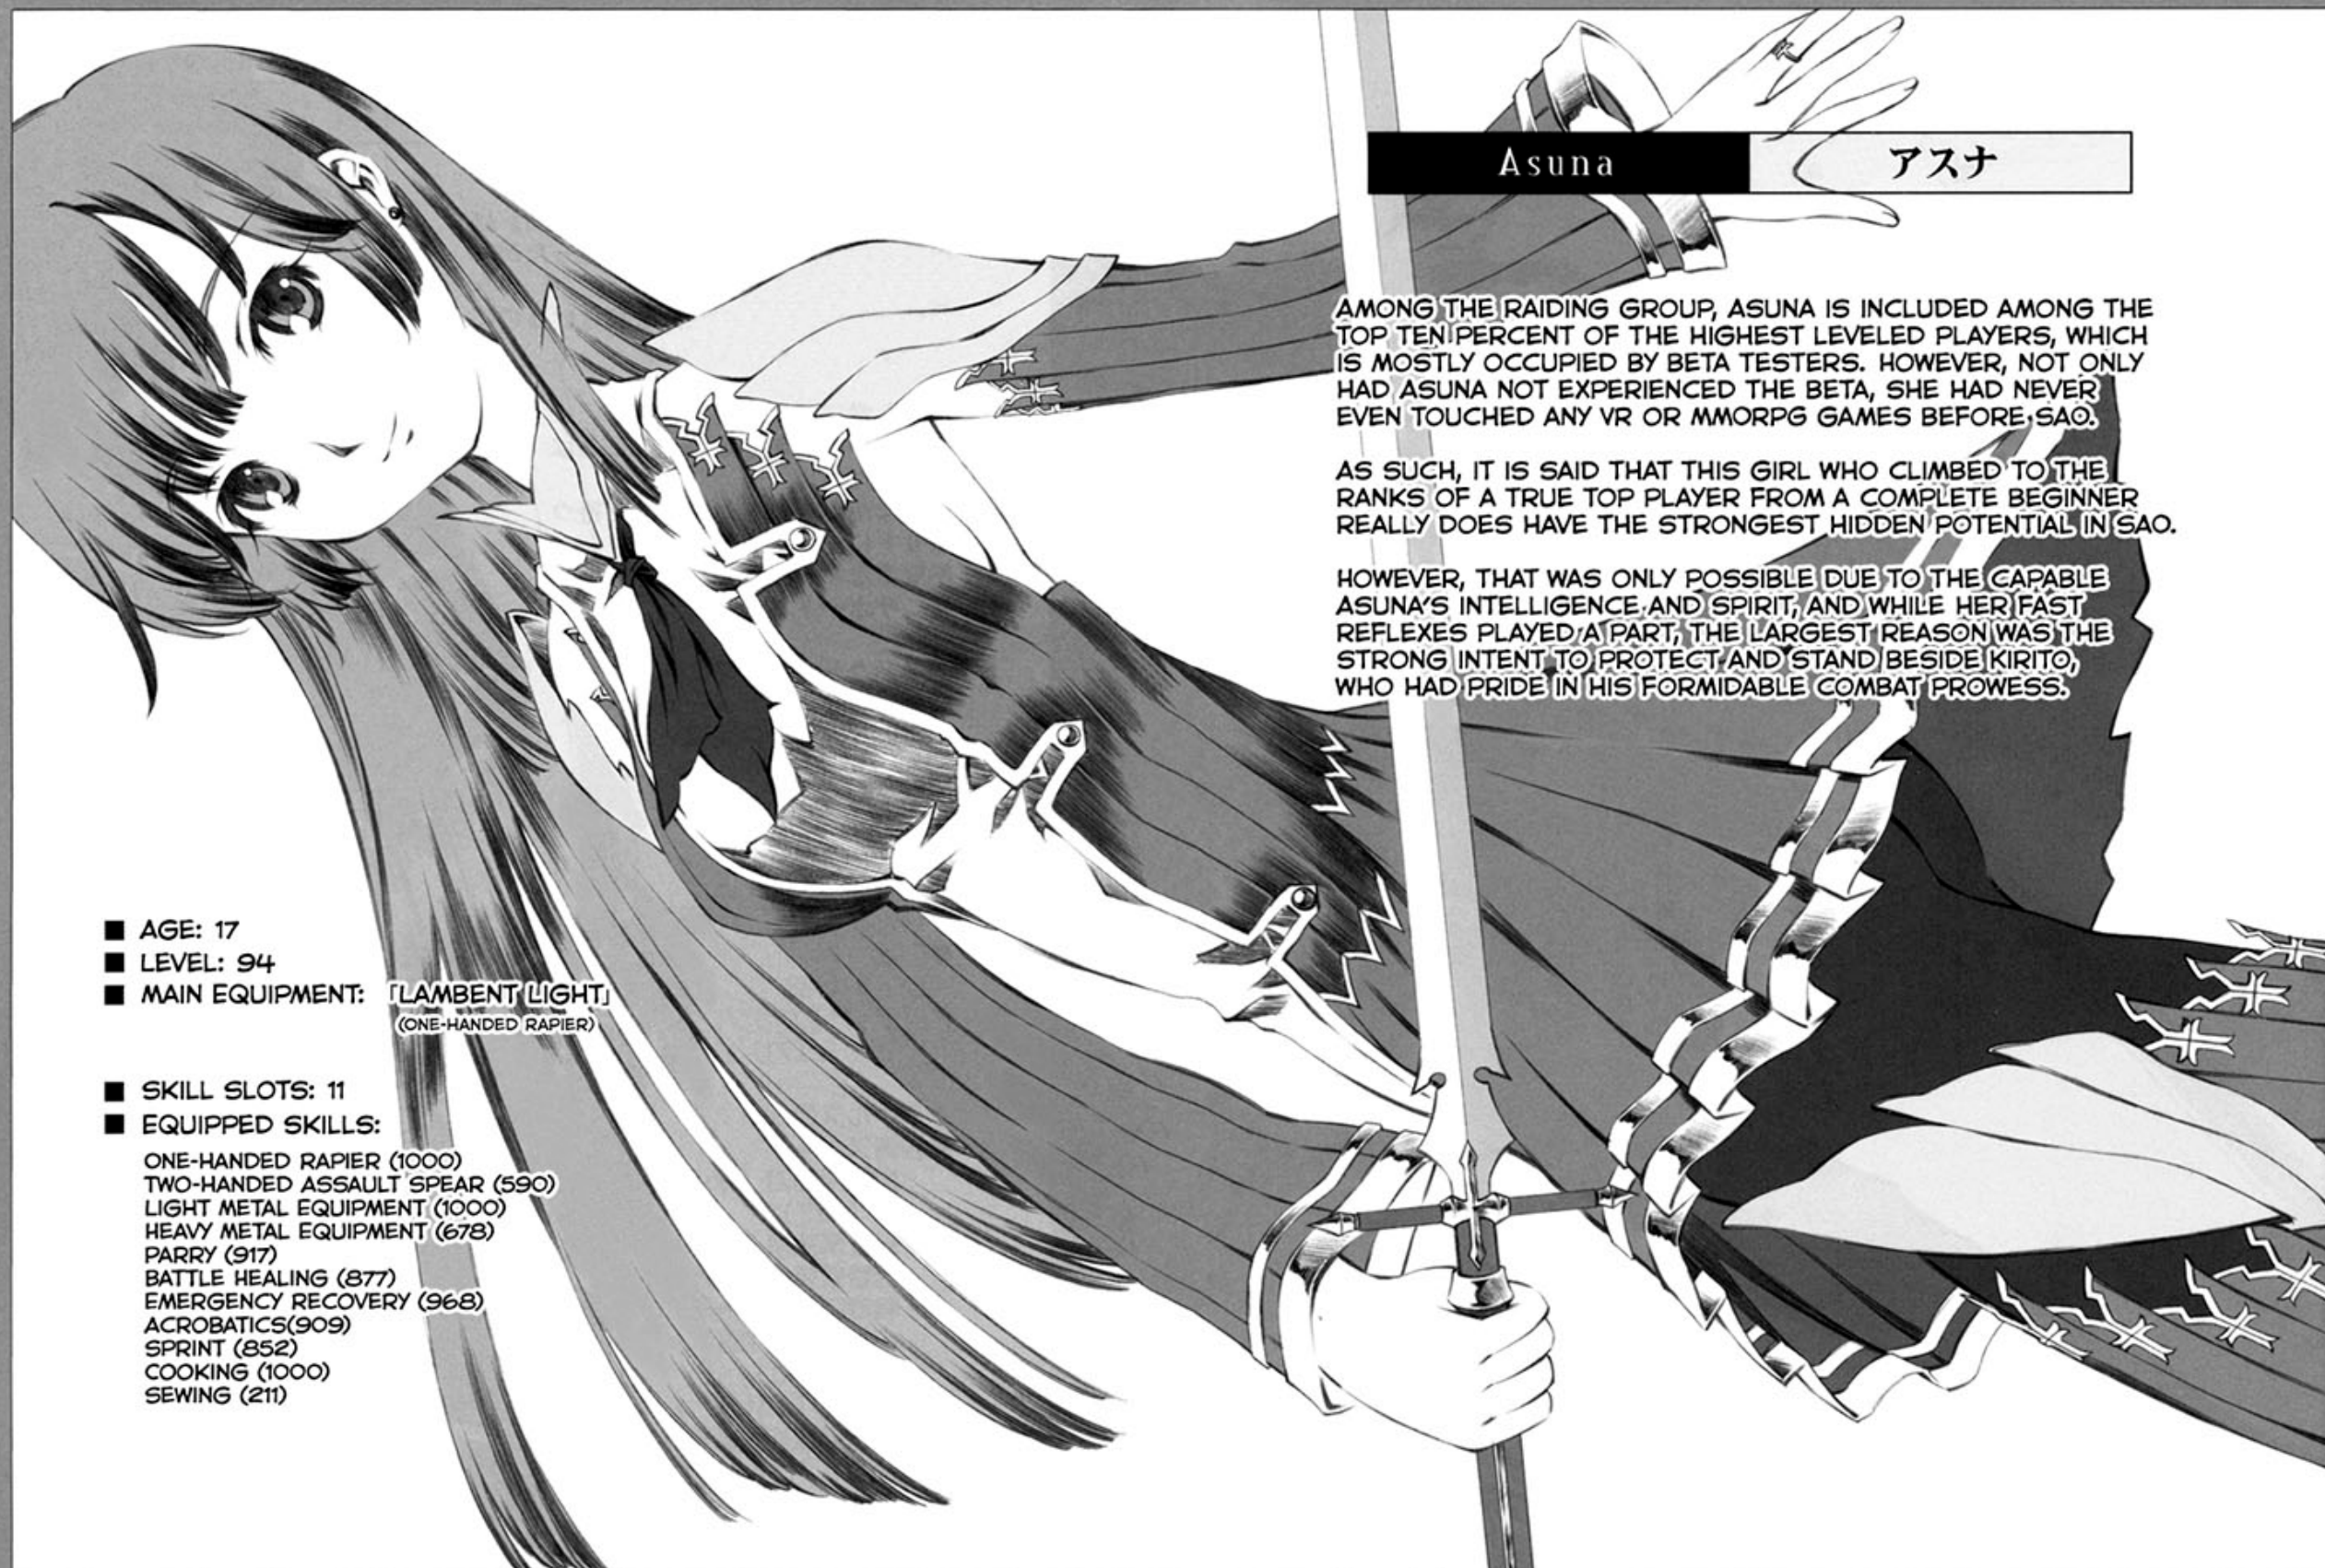 Asuna
アスナ
AMONG THE RAIDING GROUP, ASUNA IS INCLUDED AMONG THE
TOP TEN PERCENT OF THE HIGHEST LEVELED PLAYERS, WHICH
IS MOSTLY OCCUPIED BY BETA TESTERS. HOWEVER, NOT ONLY
HAD ASUNA NOT EXPERIENCED THE BETA, SHE HAD NEVER
EVEN TOUCHED ANY VR OR MMORPG GAMES BEFORE SAO.
AS SUCH, IT IS SAID THAT THIS GIRL WHO CLIMBED TO THE
RANKS OF A TRUE TOP PLAYER FROM A COMPLETE BEGINNER
REALLY DOES HAVE THE STRONGEST HIDDEN POTENTIAL IN SAO.
HOWEVER, THAT WAS ONLY POSSIBLE DUE TO THE CAPABLE
ASUNA'S INTELLIGENCE AND SPIRIT, AND WHILE HER FAST
REFLEXES PLAYED A PART, THE LARGEST REASON WAS THE
STRONG INTENT TO PROTECT AND STAND BESIDE KIRITO,
WHO HAD PRIDE IN HIS FORMIDABLE COMBAT PROWESS.
■ AGE: 17
■ LEVEL: 94
■ MAIN EQUIPMENT: 「LAMBENT LIGHT」
(ONE-HANDED RAPIER)
■ SKILL SLOTS: 11
■ EQUIPPED SKILLS:
ONE-HANDED RAPIER (1000)
TWO-HANDED ASSAULT SPEAR (590)
LIGHT METAL EQUIPMENT (1000)
HEAVY METAL EQUIPMENT (678)
PARRY (917)
BATTLE HEALING (877)
EMERGENCY RECOVERY (968)
ACROBATICS(909)
SPRINT (852)
COOKING (1000)
SEWING (211)